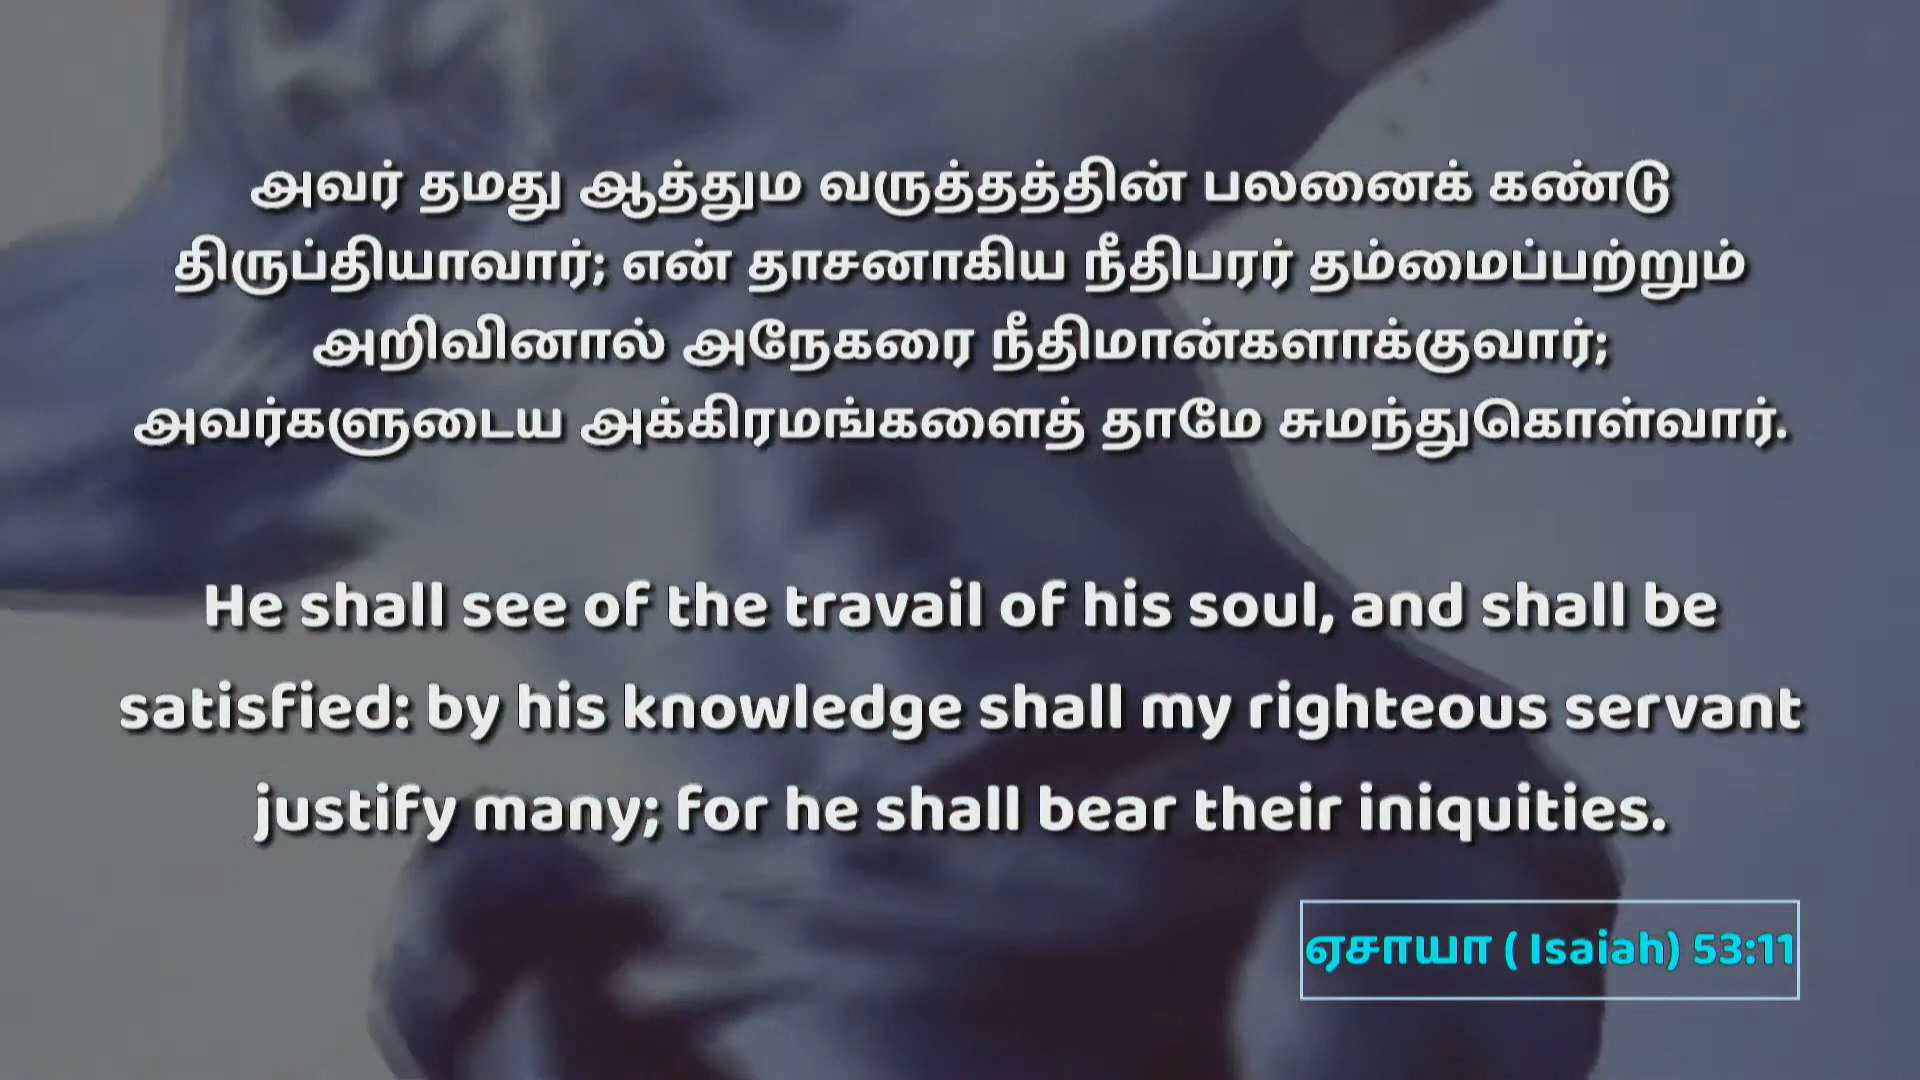 அவர் தமது ஆத்தும வருத்தத்தின் பலனைக் கண்டு
திருப்தியாவார்; என் தாசனாகிய நீதிபரர் தம்மைப்பற்றும்
அறிவினால் அநேகரை நீதிமான்களாக்குவார்;
அவர்களுடைய அக்கிரமங்களைத் தாமே சுமந்துகொள்வார்.
He shall see of the travail of his soul, and shall be
satisfied: by his knowledge shall my righteous servant
justify many; for he shall bear their iniquities.
ஏசாயா ( Isaiah) 53:11